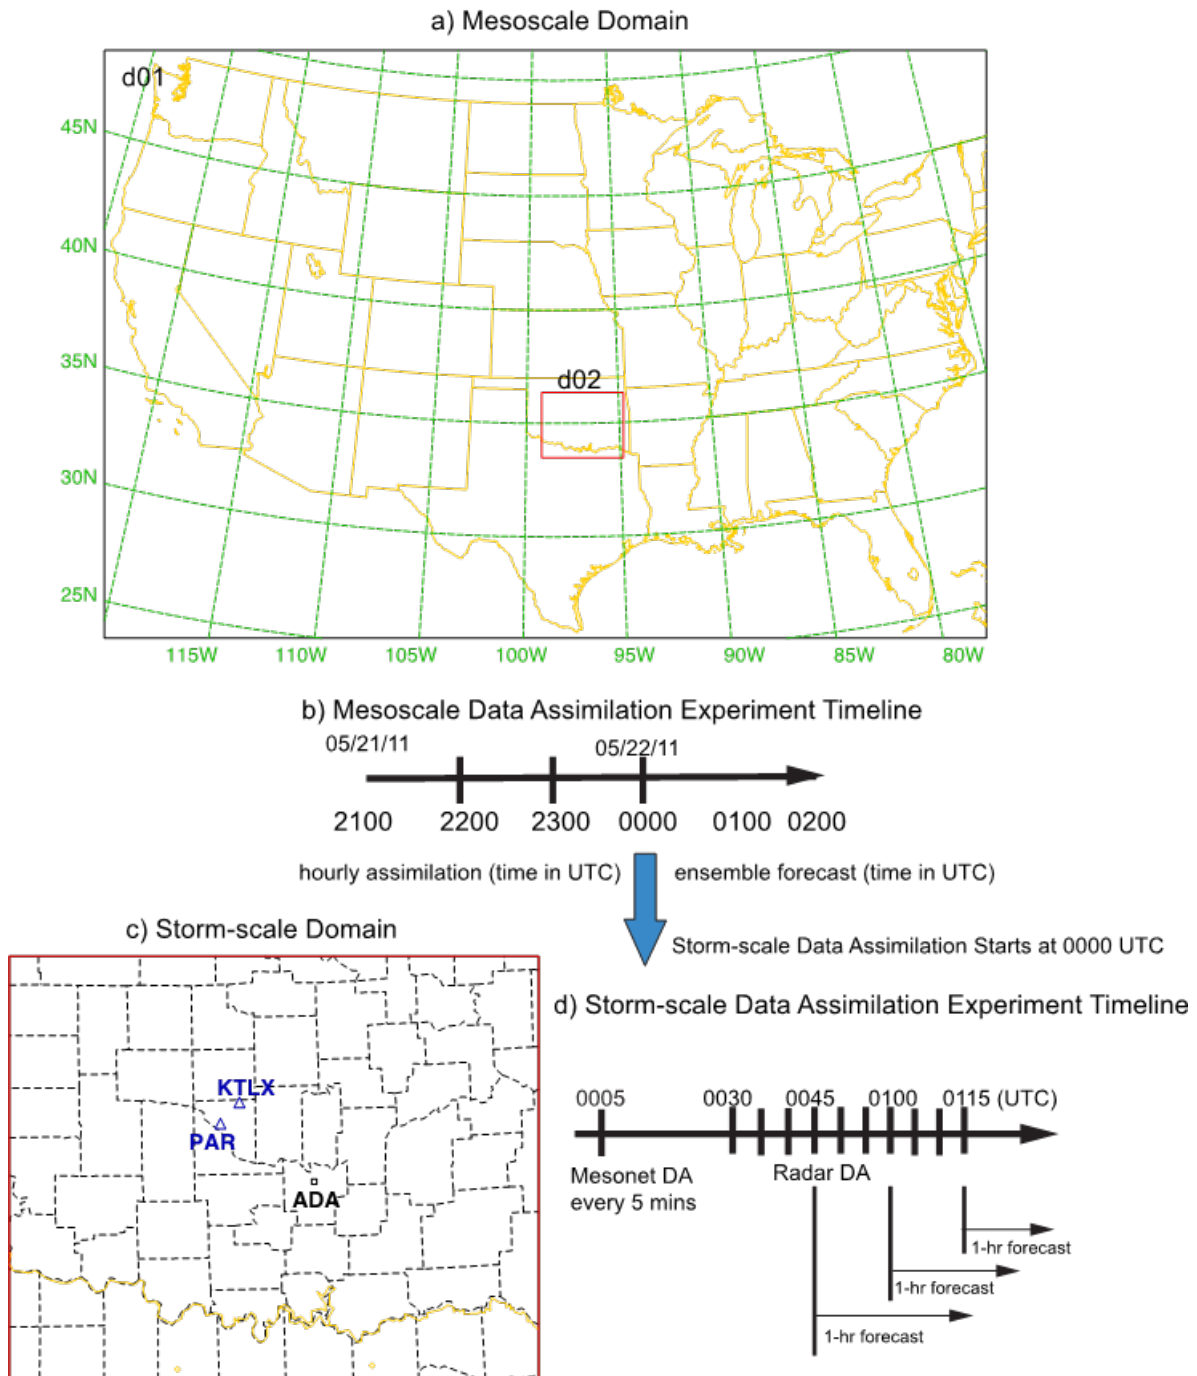 a) Mesoscale Domain
d01
45N
40N
35N
d02
30N
25N
115W 110W 105W 100W 95W 90W 85W 80W
b) Mesoscale Data Assimilation Experiment Timeline
05/21/11 05/22/11
2100 2200 2300 0000 0100 0200
hourly assimilation (time in UTC) ensemble forecast (time in UTC)
Storm-scale Data Assimilation Starts at 0000 UTC
c) Storm-scale Domain
KTLX
PAR
ADA
d) Storm-scale Data Assimilation Experiment Timeline
0005 0030 0045 0100 0115 (UTC)
Mesonet DA
every 5 mins
Radar DA
1-hr forecast
1-hr forecast
1-hr forecast